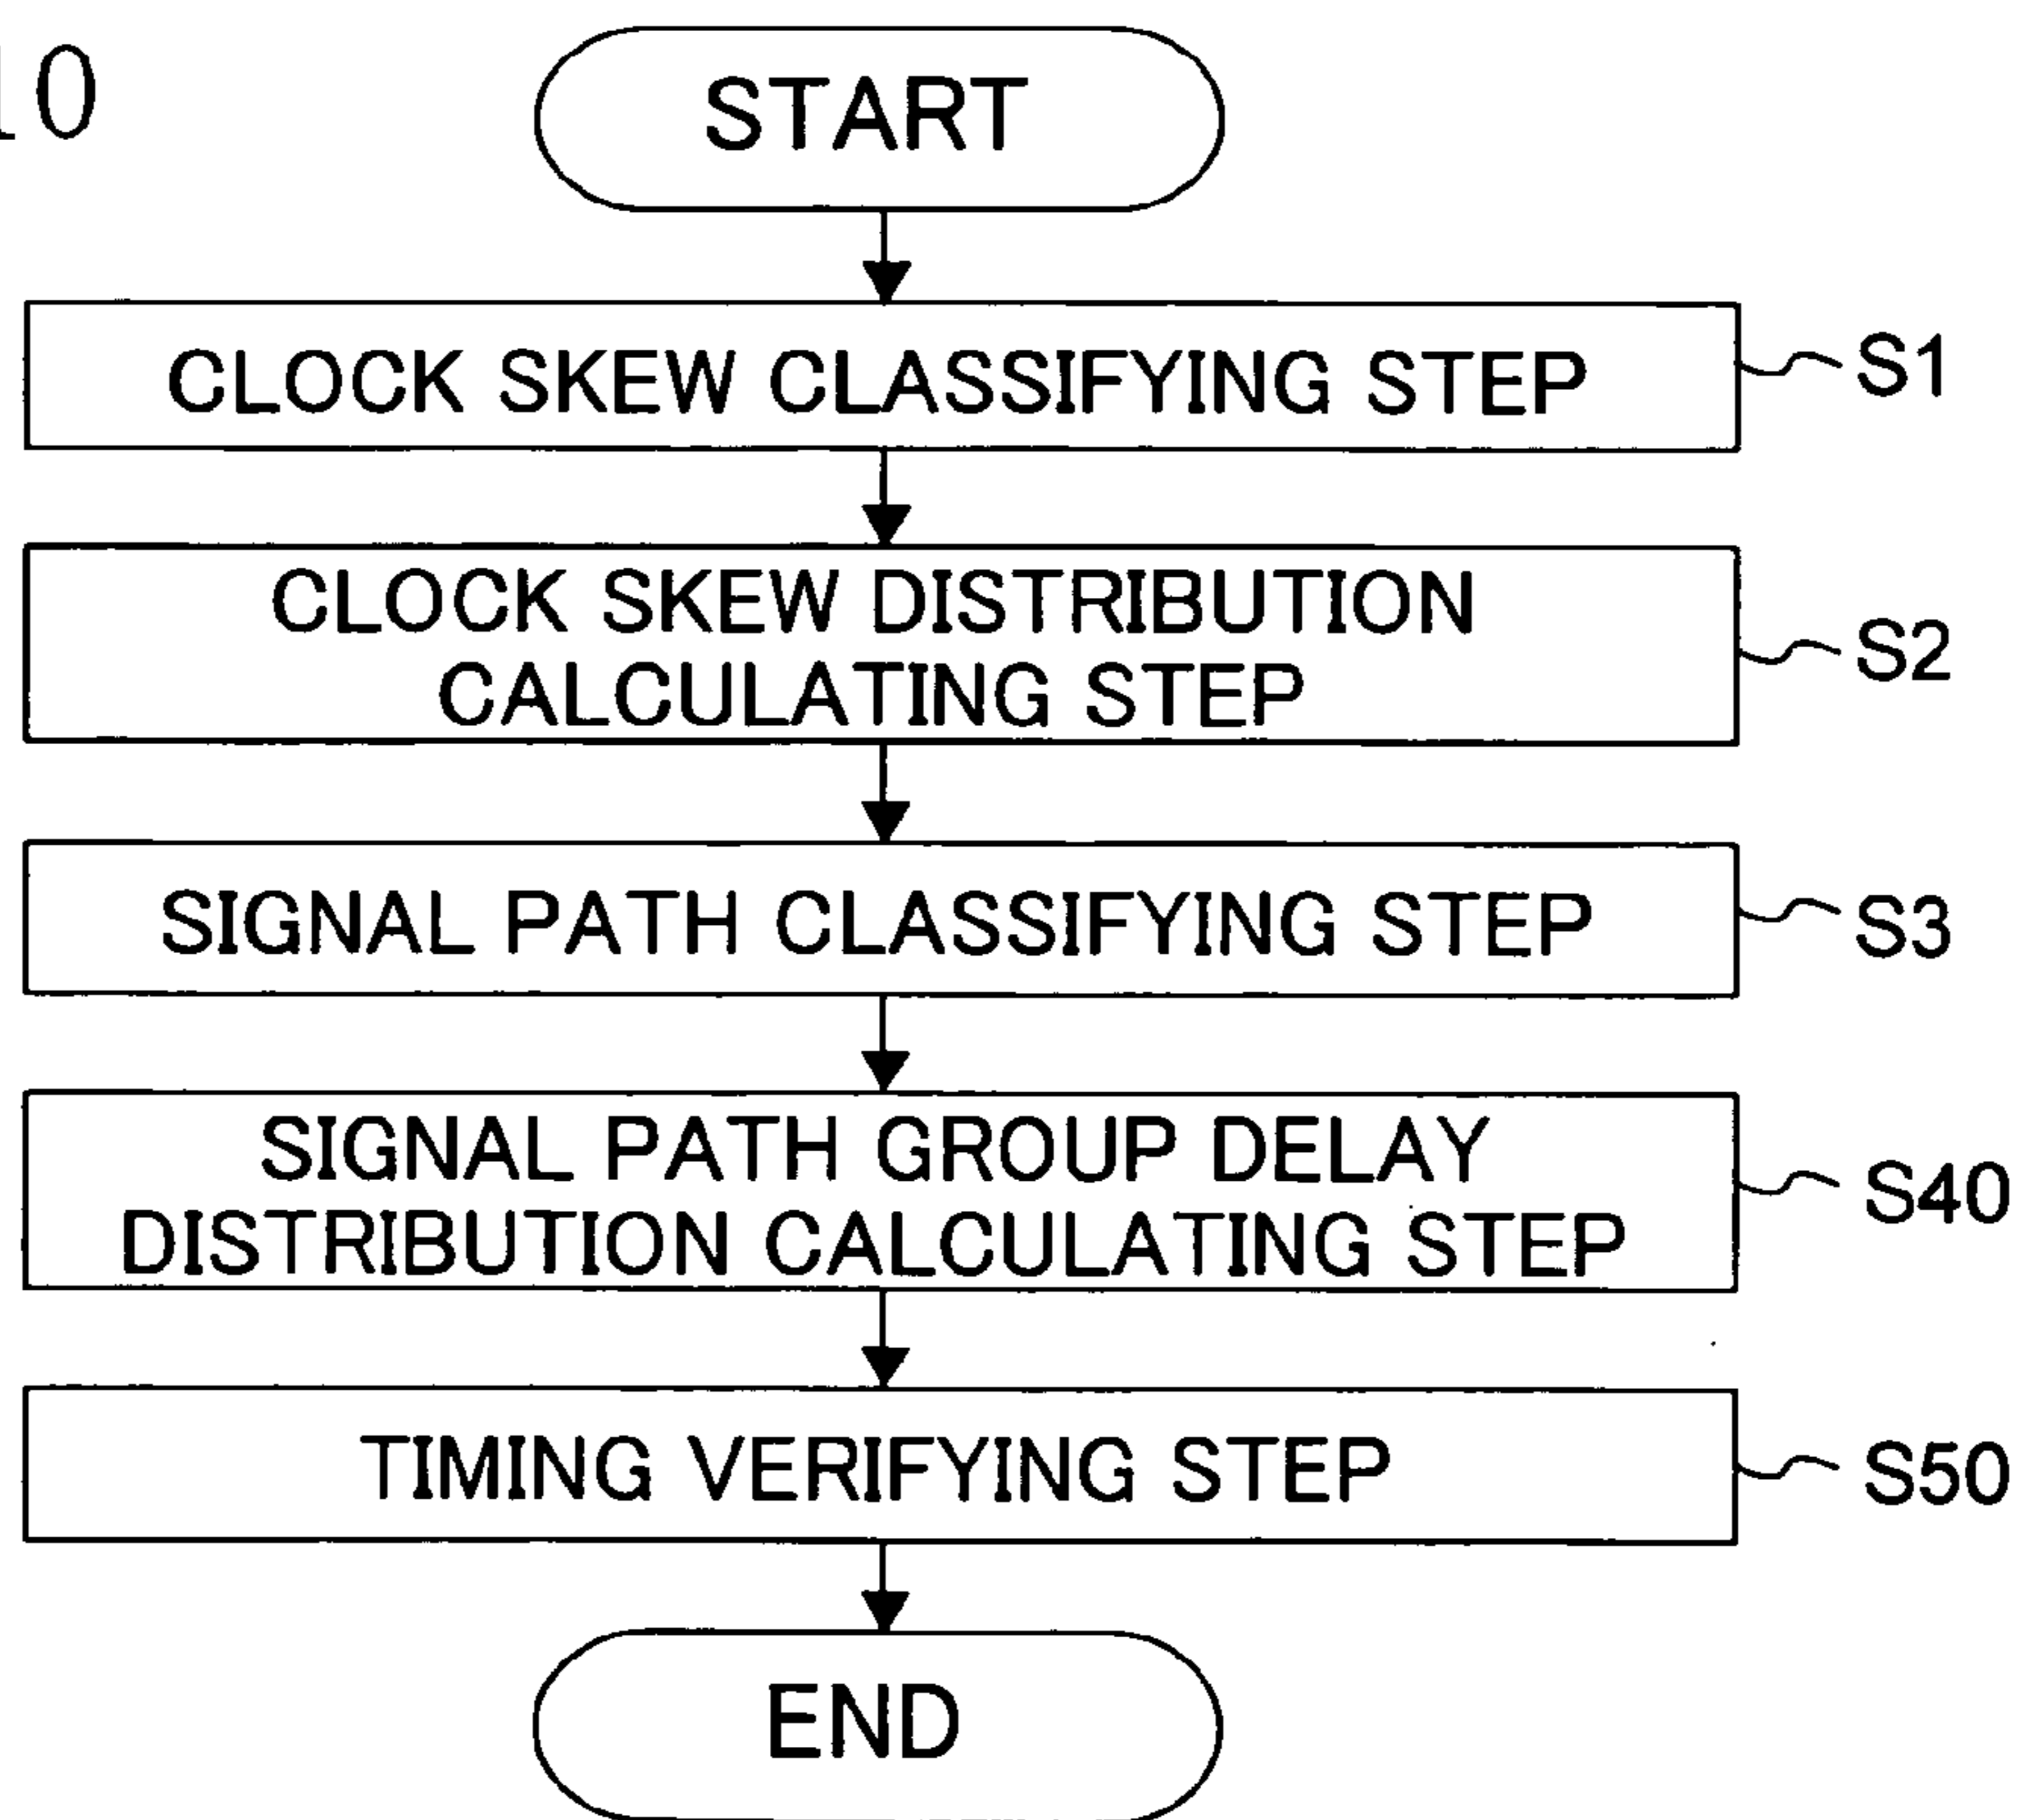 10
START
CLOCK SKEW CLASSIFYING STEP
S1
CLOCK SKEW DISTRIBUTION
CALCULATING STEP
S2
SIGNAL PATH CLASSIFYING STEP
S3
SIGNAL PATH GROUP DELAY
DISTRIBUTION CALCULATING STEP
S40
TIMING VERIFYING STEP
S50
END